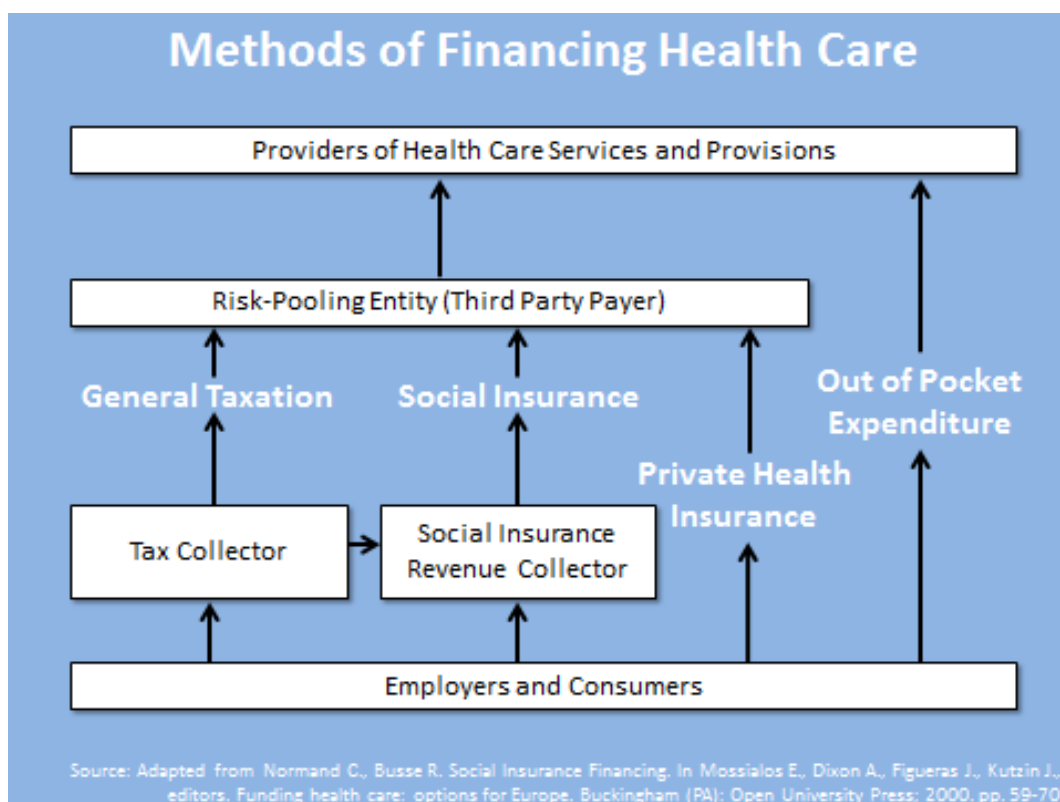 Methods of Financing Health Care
Providers of Health Care Services and Provisions
Risk-Pooling Entity (Third Party Payer)
General Taxation
Social Insurance
Out of Pocket
Expenditure
Private Health
Insurance
Tax Collector
Social Insurance
Revenue Collector
Employers and Consumers
Source: Adapted from Normand C., Busse R. Social Insurance Financing. In Mossialos E., Dixon A., Figueras J., Kutzin J.,
editors. Funding health care: options for Europe. Buckingham (PA): Open University Press; 2000. pp. 59-70